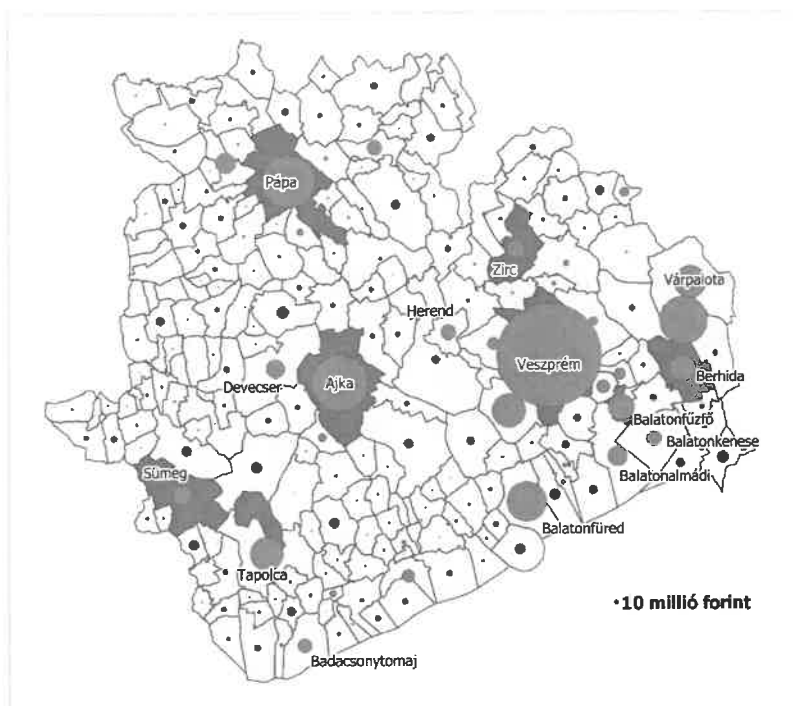 Pápa
Zirc
Várpalota
Herend
Veszprém
Devecser
Ajka
Berhida
Balatonfűzfő
Balatonkenese
Sümeg
Balatonalmádi
Balatonfüred
Tapolca
•10 millió forint
Badacsonytomaj